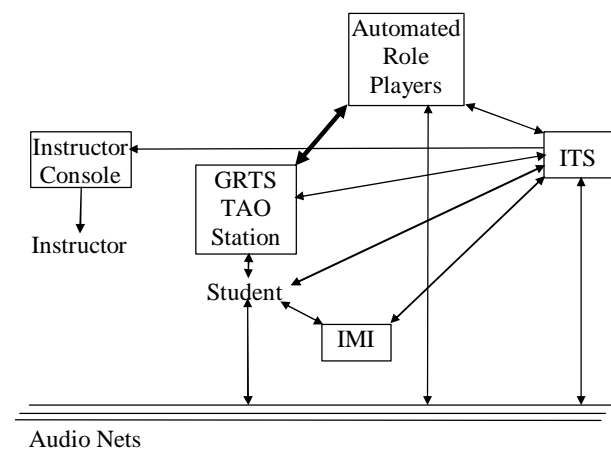 Automated
Role
Players
Instructor
Console
ITS
GRTS
TAO
Station
Instructor
Student
IMI
Audio Nets